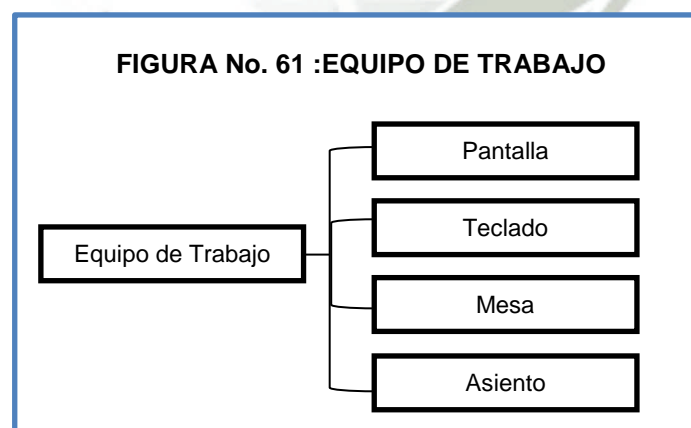 FIGURA No. 61 :EQUIPO DE TRABAJO
Pantalla
Teclado
Equipo de Trabajo
Mesa
Asiento